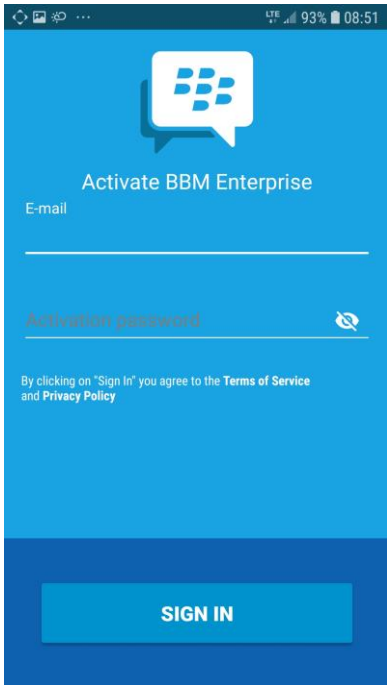 LTE 93% 08:51
Activate BBM Enterprise
E-mail
Activation password
By clicking on "Sign In" you agree to the Terms of Service
and Privacy Policy
SIGN IN